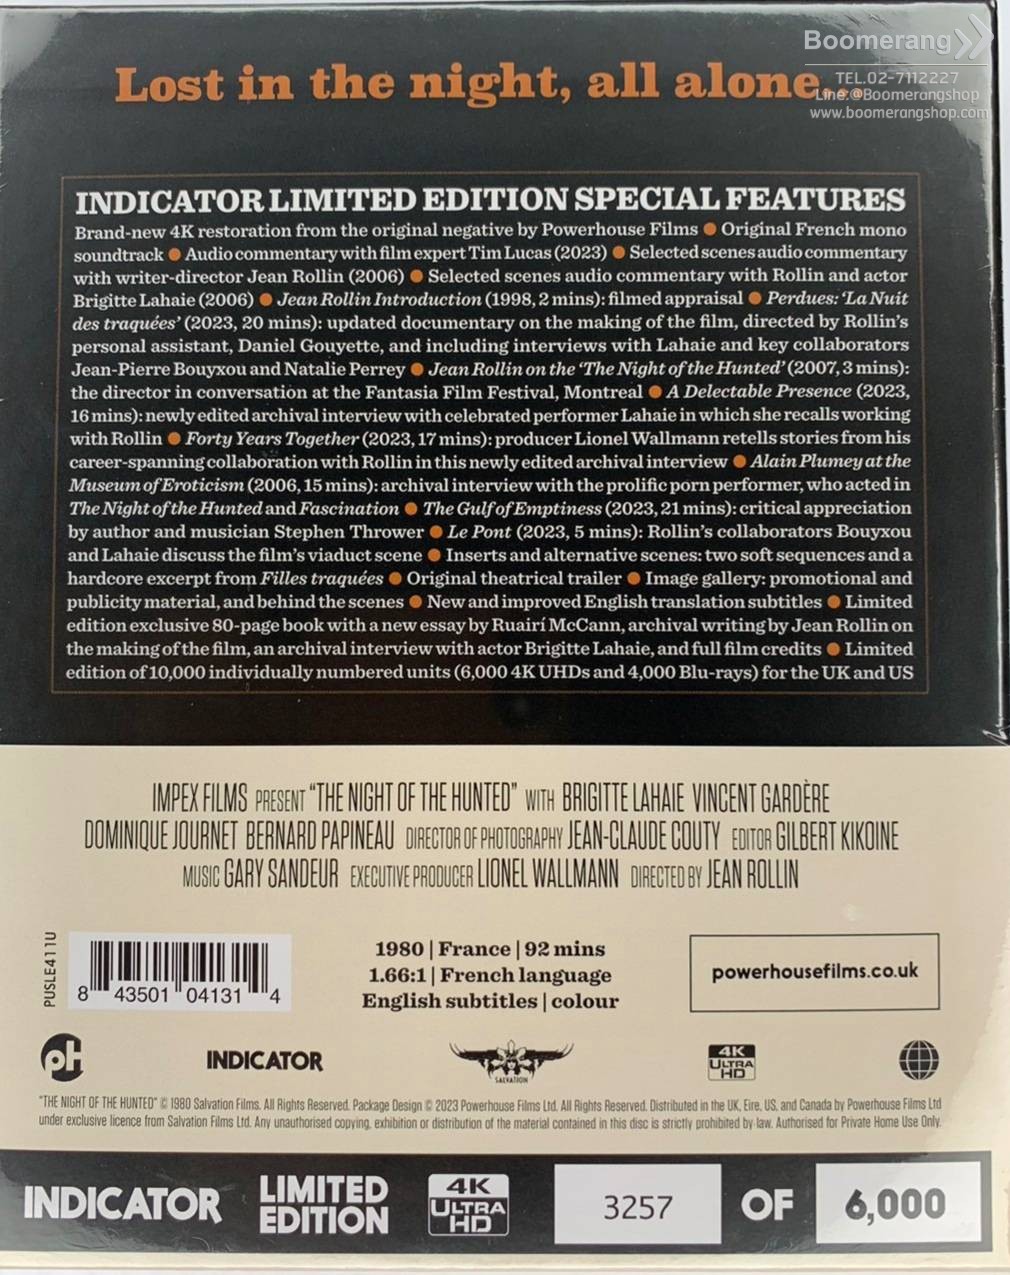 Boomerang
TEL.02-7112227
Line:@Boomerangshop
www.boomerangshop.com
Lost in the night, all alone...
INDICATOR LIMITED EDITION SPECIAL FEATURES
Brand-new 4K restoration from the original negative by Powerhouse Films ● Original French mono
soundtrack ● Audio commentary with film expert Tim Lucas (2023) ● Selected scenes audio commentary
with writer-director Jean Rollin (2006) ● Selected scenes audio commentary with Rollin and actor
Brigitte Lahaie (2006) ● Jean Rollin Introduction (1998, 2 mins): filmed appraisal ● Perdues: 'La Nuit
des traquées' (2023, 20 mins): updated documentary on the making of the film, directed by Rollin's
personal assistant, Daniel Gouyette, and including interviews with Lahaie and key collaborators
Jean-Pierre Bouyxou and Natalie Perrey ● Jean Rollin on the 'The Night of the Hunted' (2007, 3 mins):
the director in conversation at the Fantasia Film Festival, Montreal ● A Delectable Presence (2023,
16 mins): newly edited archival interview with celebrated performer Lahaie in which she recalls working
with Rollin ● Forty Years Together (2023, 17 mins): producer Lionel Wallmann retells stories from his
career-spanning collaboration with Rollin in this newly edited archival interview ● Alain Plumey at the
Museum of Eroticism (2006, 15 mins): archival interview with the prolific porn performer, who acted in
The Night of the Hunted and Fascination ● The Gulf of Emptiness (2023, 21 mins): critical appreciation
by author and musician Stephen Thrower ● Le Pont (2023, 5 mins): Rollin's collaborators Bouyxou
and Lahaie discuss the film's viaduct scene ● Inserts and alternative scenes: two soft sequences and a
hardcore excerpt from Filles traquées ● Original theatrical trailer ● Image gallery: promotional and
publicity material, and behind the scenes ● New and improved English translation subtitles ● Limited
edition exclusive 80-page book with a new essay by Ruairí McCann, archival writing by Jean Rollin on
the making of the film, an archival interview with actor Brigitte Lahaie, and full film credits ● Limited
edition of 10,000 individually numbered units (6,000 4K UHDs and 4,000 Blu-rays) for the UK and US
IMPEX FILMS PRESENT "THE NIGHT OF THE HUNTED" WITH BRIGITTE LAHAIE VINCENT GARDÈRE
DOMINIQUE JOURNET BERNARD PAPINEAU DIRECTOR OF PHOTOGRAPHY JEAN-CLAUDE COUTY EDITOR GILBERT KIKOINE
MUSIC GARY SANDEUR EXECUTIVE PRODUCER LIONEL WALLMANN DIRECTED BY JEAN ROLLIN
PUSLE411U
8 43501 04131 4
1980 | France | 92 mins
1.66:1 | French language
English subtitles | colour
powerhousefilms.co.uk
pH
INDICATOR
SALVATION
4K
ULTRA
HD
"THE NIGHT OF THE HUNTED" © 1980 Salvation Films. All Rights Reserved. Package Design © 2023 Powerhouse Films Ltd. All Rights Reserved. Distributed in the UK, Eire, US, and Canada by Powerhouse Films Ltd
under exclusive licence from Salvation Films Ltd. Any unauthorised copying, exhibition or distribution of the material contained in this disc is strictly prohibited by law. Authorised for Private Home Use Only.
INDICATOR
LIMITED
EDITION
4K
ULTRA
HD
3257
OF
6,000